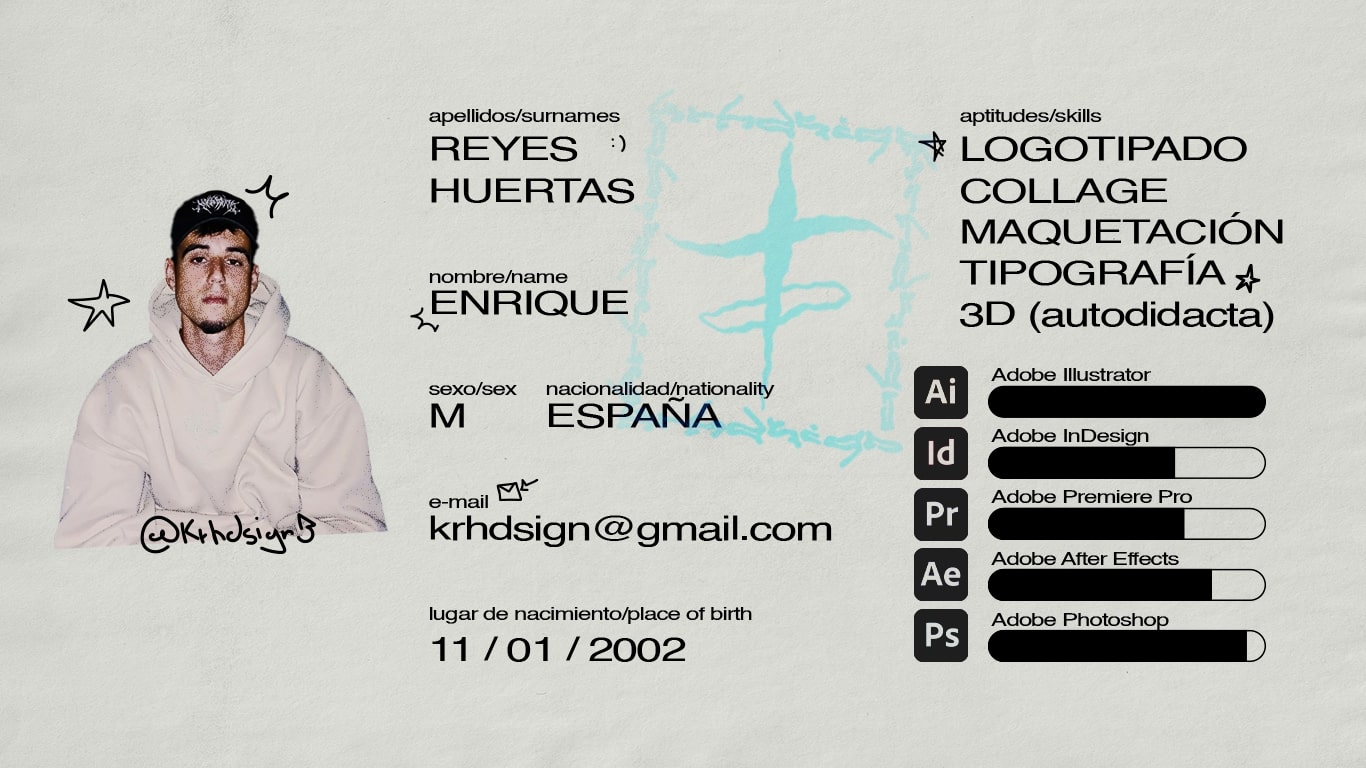 apellidos/surnames
REYES :)
HUERTAS
nombre/name
ENRIQUE
sexo/sex
M
nacionalidad/nationality
ESPAÑA
e-mail
krhdsign@gmail.com
lugar de nacimiento/place of birth
11 / 01 / 2002
@krhdsign
aptitudes/skills
LOGOTIPADO
COLLAGE
MAQUETACIÓN
TIPOGRAFÍA
3D (autodidacta)
Ai Adobe Illustrator
Id Adobe InDesign
Pr Adobe Premiere Pro
Ae Adobe After Effects
Ps Adobe Photoshop